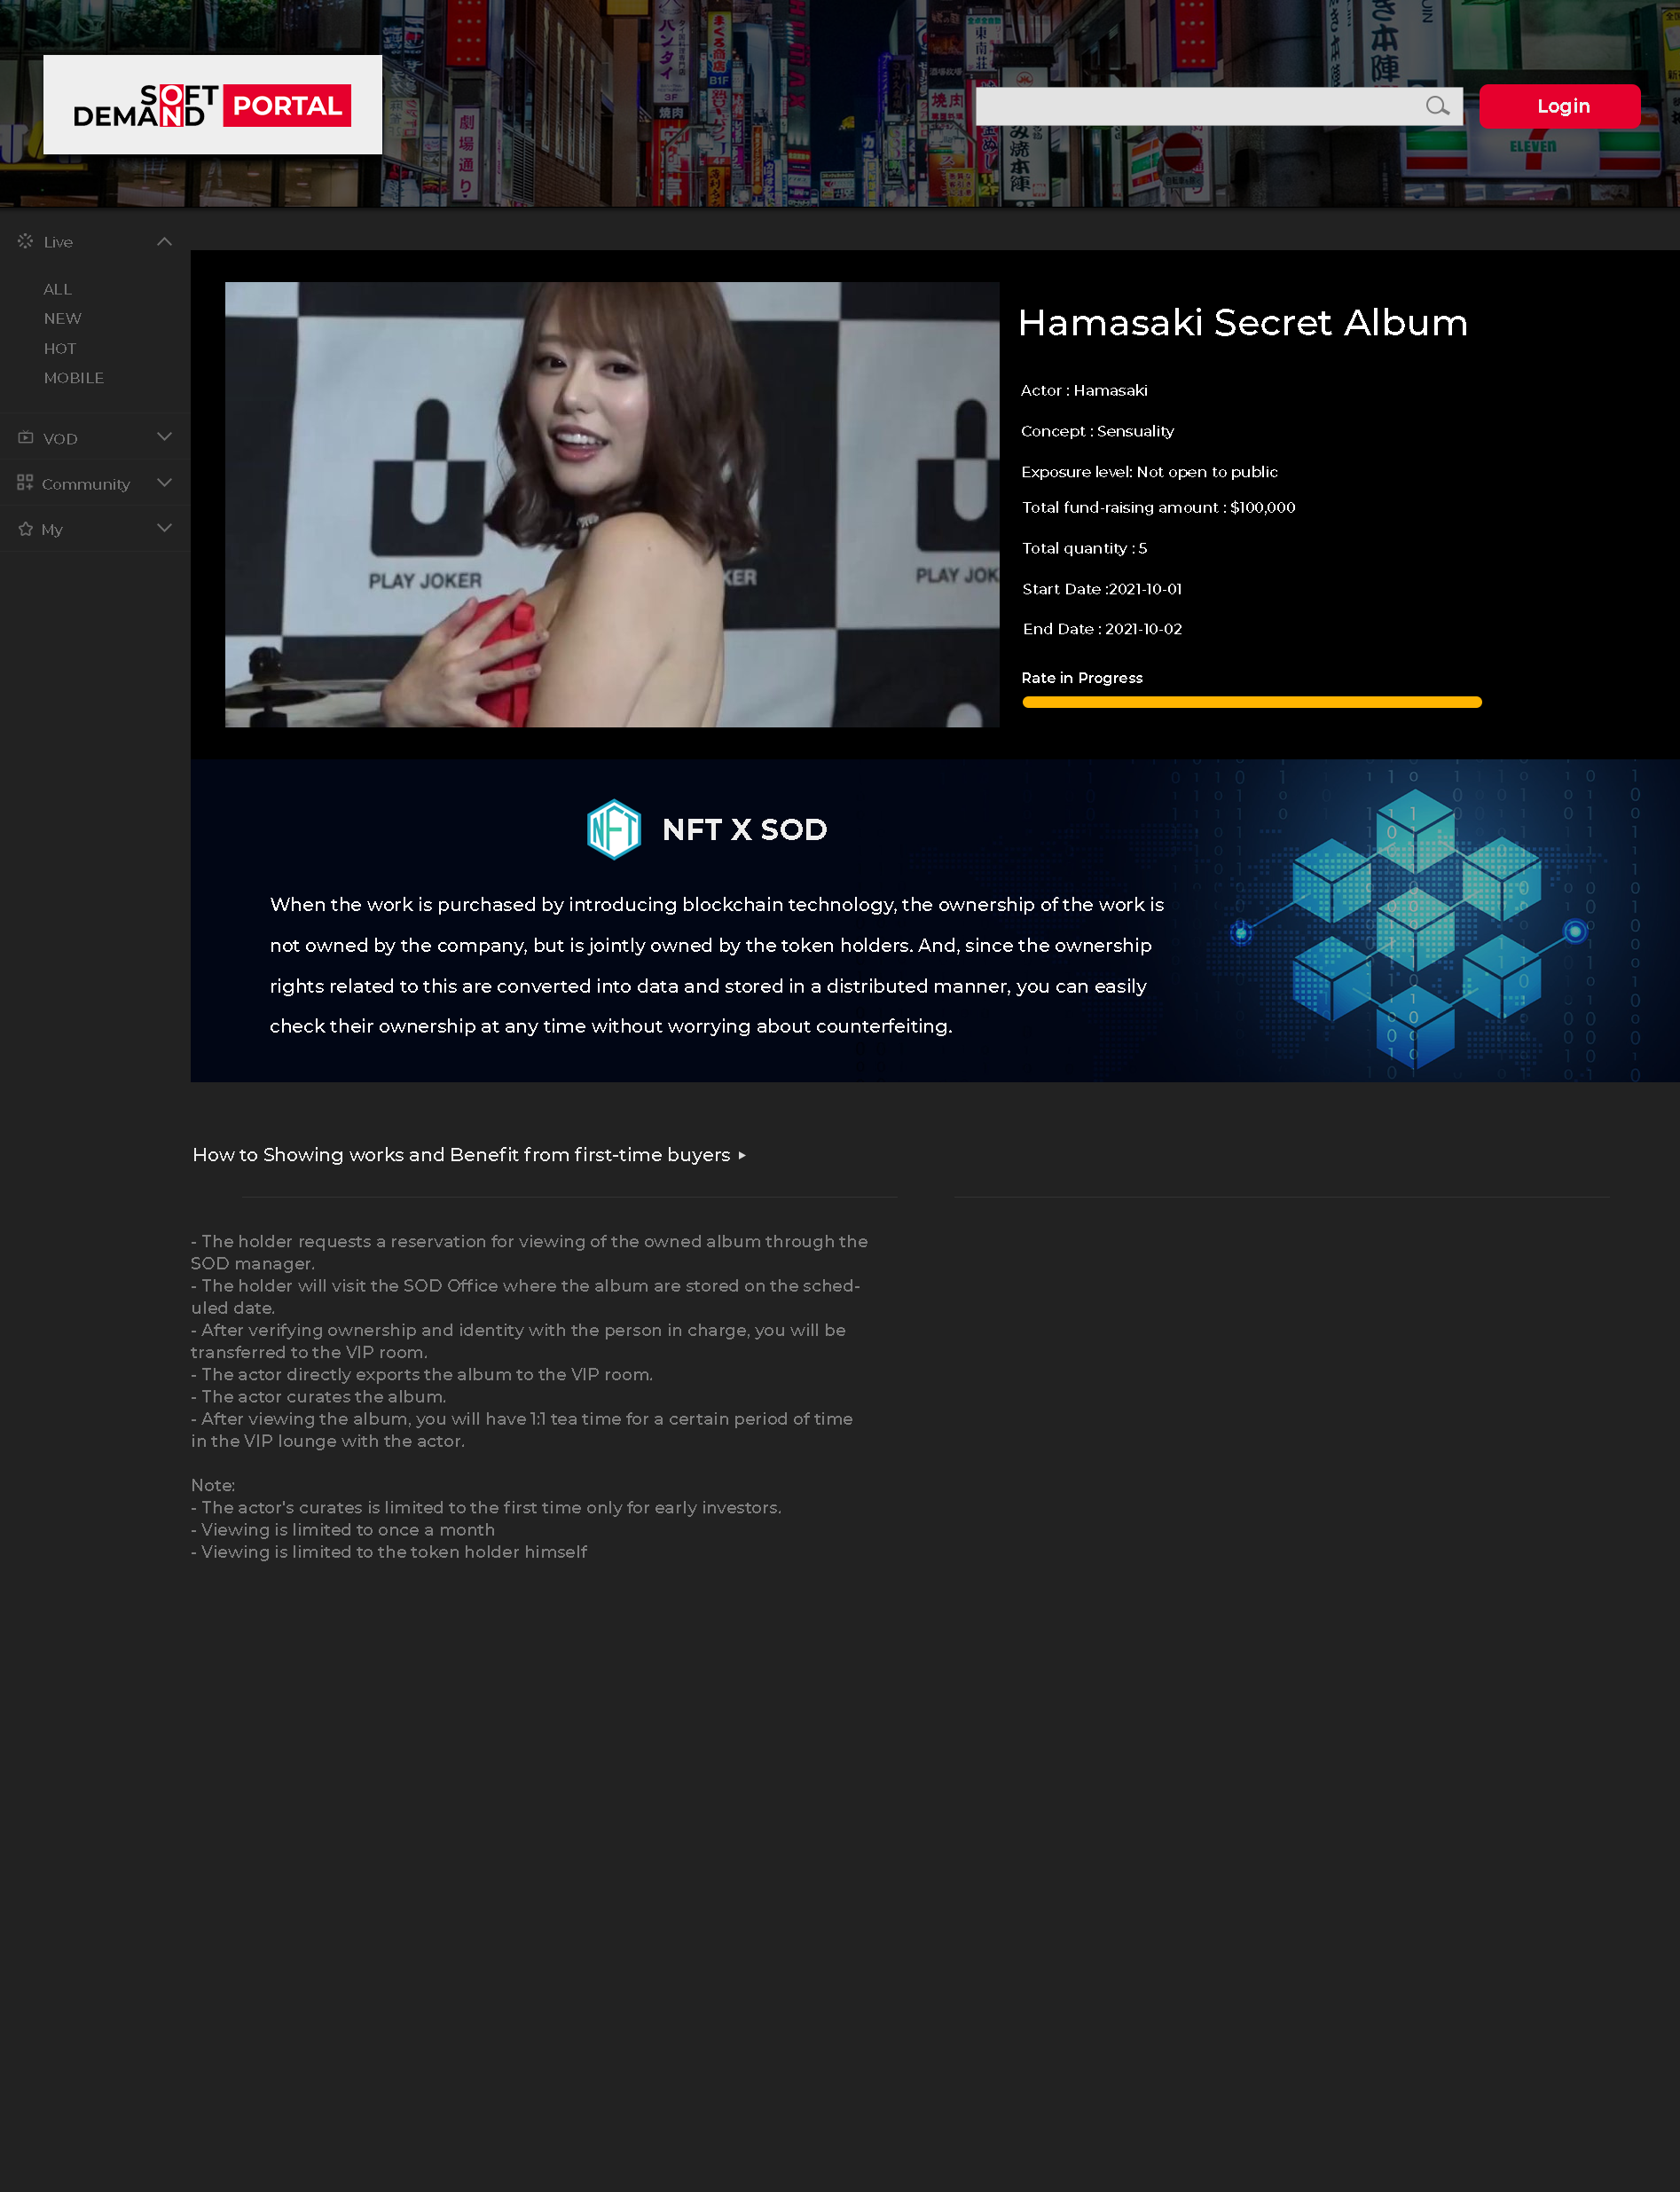 SOFT
DEMAND PORTAL
Login
劇場通り
B1F
3F
焼肉
ELEVEN
Live
ALL
NEW
HOT
MOBILE
VOD
Community
My
PLAY JOKER
KER
PLAY JOK
Hamasaki Secret Album
Actor : Hamasaki
Concept : Sensuality
Exposure level: Not open to public
Total fund-raising amount : $100,000
Total quantity : 5
Start Date :2021-10-01
End Date : 2021-10-02
Rate in Progress
NFT NFT X SOD
When the work is purchased by introducing blockchain technology, the ownership of the work is
not owned by the company, but is jointly owned by the token holders. And, since the ownership
rights related to this are converted into data and stored in a distributed manner, you can easily
check their ownership at any time without worrying about counterfeiting.
How to Showing works and Benefit from first-time buyers ▸
- The holder requests a reservation for viewing of the owned album through the
SOD manager.
- The holder will visit the SOD Office where the album are stored on the sched-
uled date.
- After verifying ownership and identity with the person in charge, you will be
transferred to the VIP room.
- The actor directly exports the album to the VIP room.
- The actor curates the album.
- After viewing the album, you will have 1:1 tea time for a certain period of time
in the VIP lounge with the actor.
Note:
- The actor's curates is limited to the first time only for early investors.
- Viewing is limited to once a month
- Viewing is limited to the token holder himself